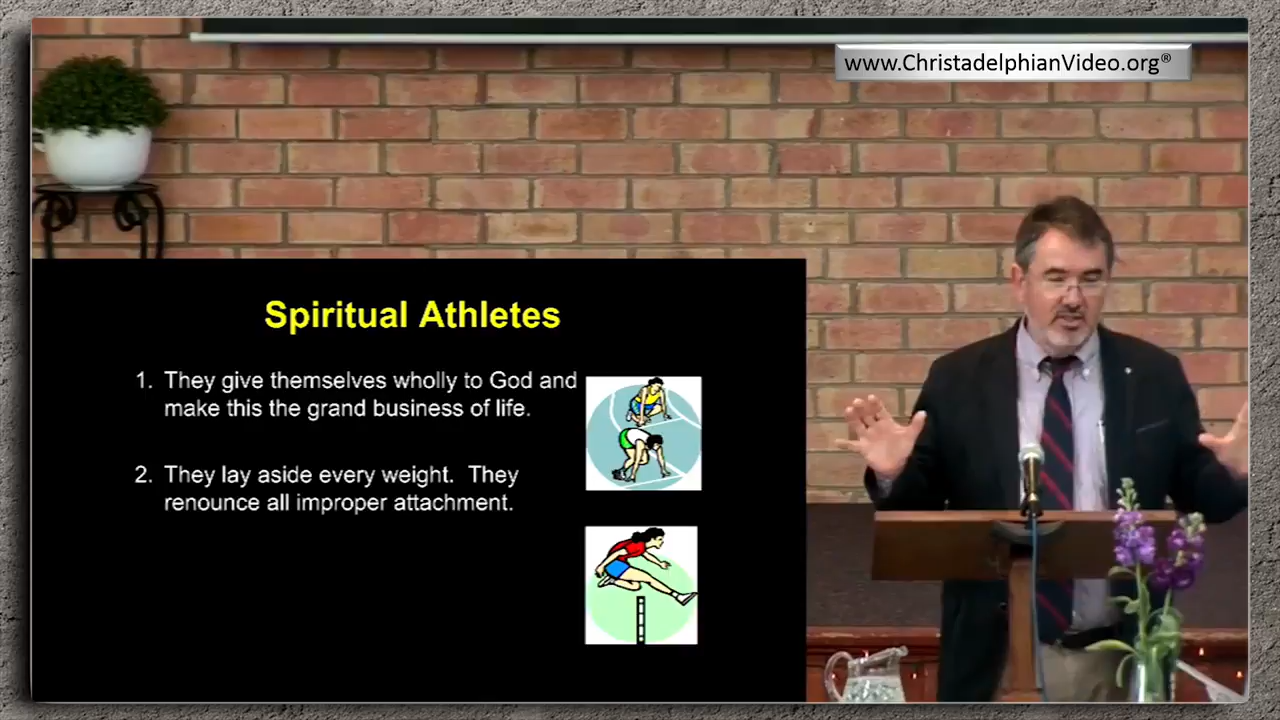 www.ChristadelphianVideo.org®
Spiritual Athletes
1. They give themselves wholly to God and
make this the grand business of life.
2. They lay aside every weight. They
renounce all improper attachment.